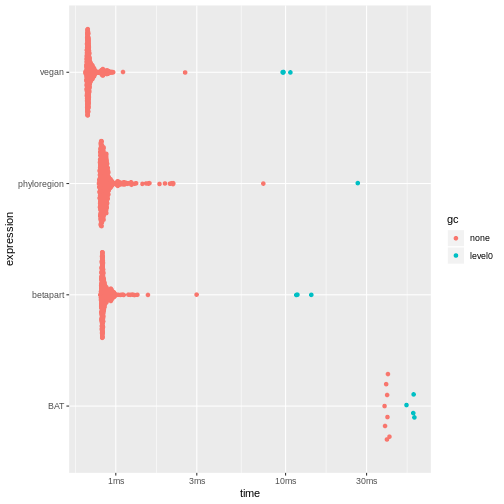 expression
vegan
phyloregion
betapart
BAT
1ms 3ms 10ms 30ms
time
gc
none
level0